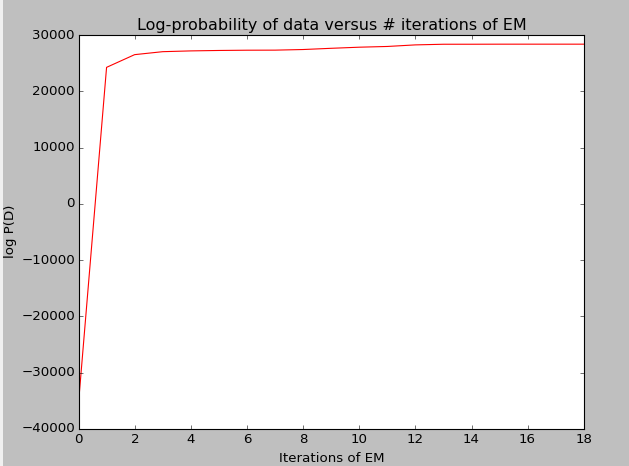 Log-probability of data versus # iterations of EM
30000
20000
10000
0
−10000
−20000
−30000
−40000
log P(D)
0 2 4 6 8 10 12 14 16 18
Iterations of EM